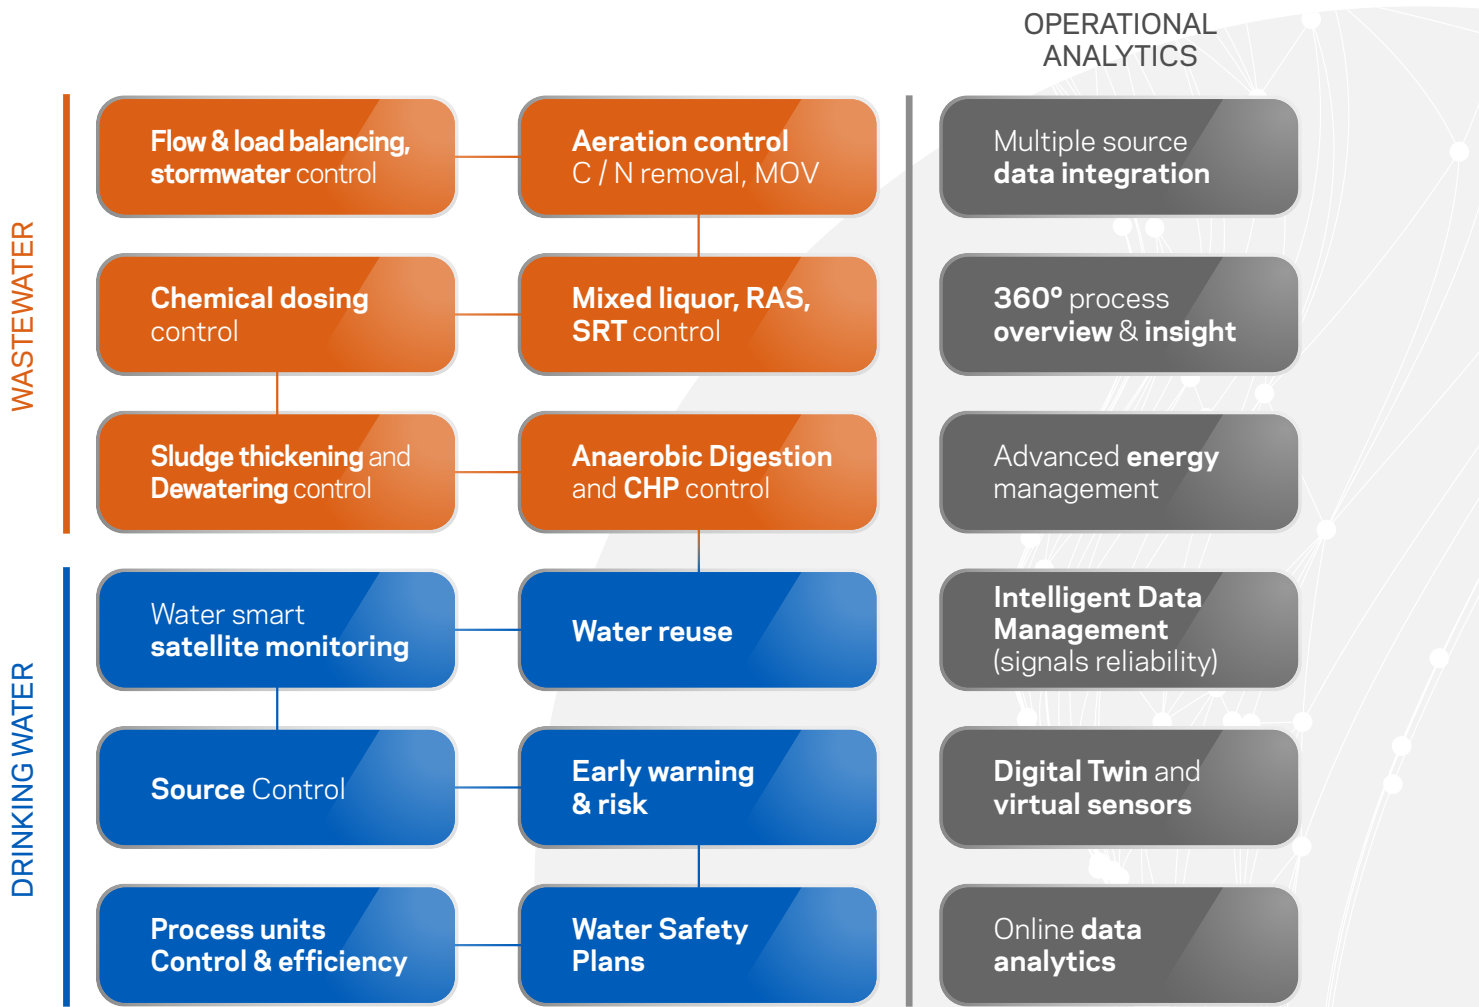 OPERATIONAL
ANALYTICS
WASTEWATER
Flow & load balancing,
stormwater control
Aeration control
C / N removal, MOV
Multiple source
data integration
Chemical dosing
control
Mixed liquor, RAS,
SRT control
360º process
overview & insight
Sludge thickening and
Dewatering control
Anaerobic Digestion
and CHP control
Advanced energy
management
DRINKING WATER
Water smart
satellite monitoring
Water reuse
Intelligent Data
Management
(signals reliability)
Source Control
Early warning
& risk
Digital Twin and
virtual sensors
Process units
Control & efficiency
Water Safety
Plans
Online data
analytics